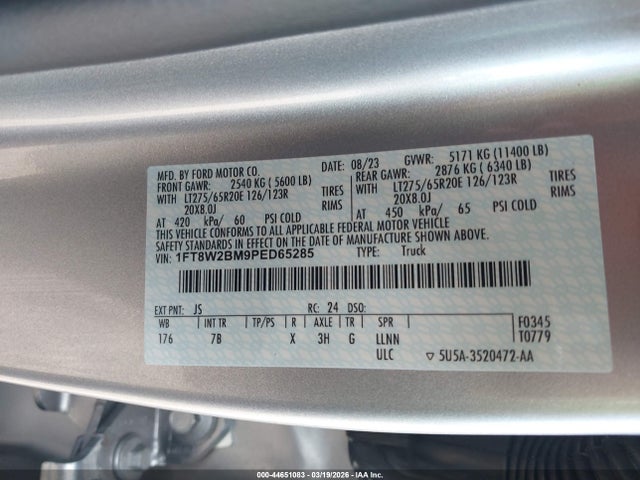 MFD. BY FORD MOTOR CO. DATE: 08/23 GVWR: 5171 KG (11400 LB)
FRONT GAWR: 2540 KG (5600 LB) REAR GAWR: 2876 KG (6340 LB)
WITH LT275/65R20E 126/123R TIRES WITH LT275/65R20E 126/123R TIRES
20X8.0J RIMS 20X8.0J RIMS
AT 420 kPa/ 60 PSI COLD AT 450 kPa/ 65 PSI COLD
THIS VEHICLE CONFORMS TO ALL APPLICABLE FEDERAL MOTOR VEHICLE
SAFETY STANDARDS IN EFFECT ON THE DATE OF MANUFACTURE SHOWN ABOVE.
VIN: 1FT8W2BM9PED65285 TYPE: Truck
EXT PNT: JS RC: 24 DSO:
WB INT TR TP/PS R AXLE TR SPR F0345
176 7B X 3H G LLNN T0779
ULC ▽ 5U5A-3520472-AA
000-44651083 - 03/19/2026 - IAA Inc.